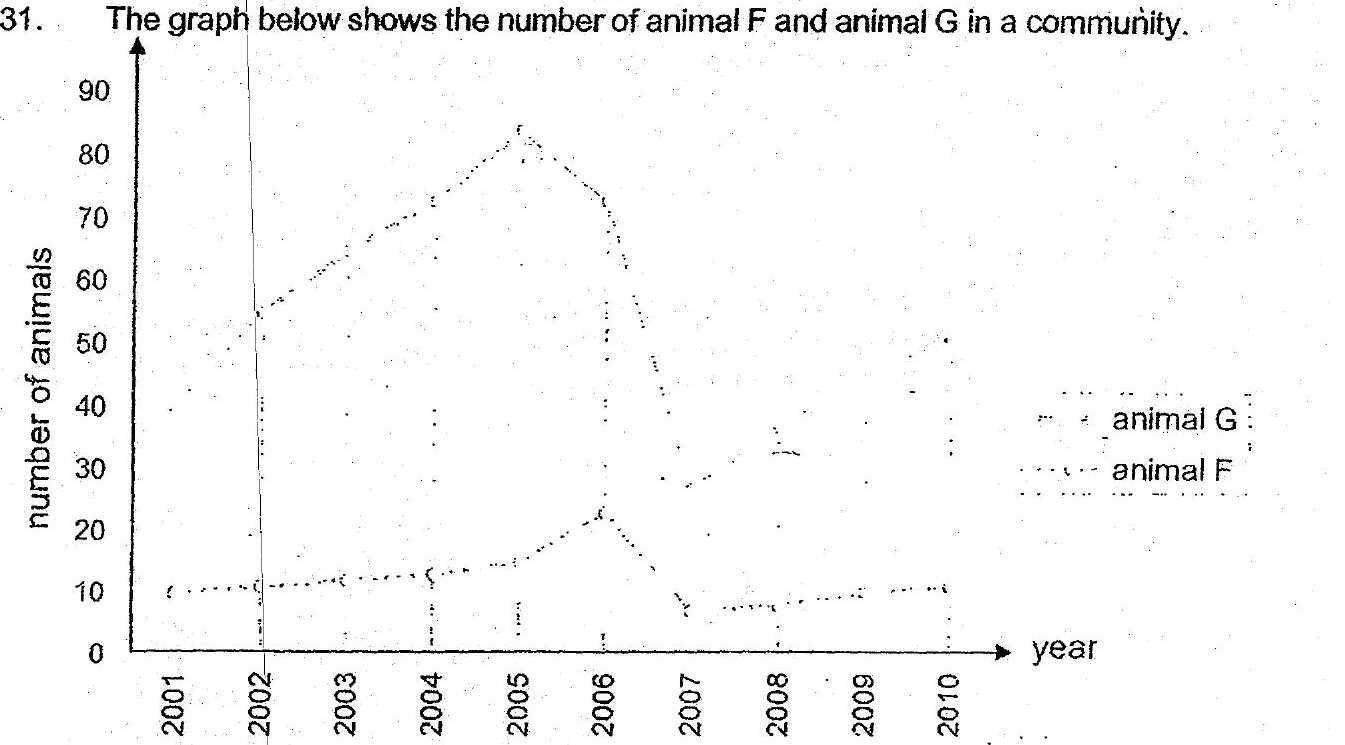 31. The graph below shows the number of animal F and animal G in a community.
90
80
70
60
50
40
30
20
10
0
number of animals
animal G
animal F
year
2001 2002 2003 2004 2005 2006 2007 2008 2009 2010